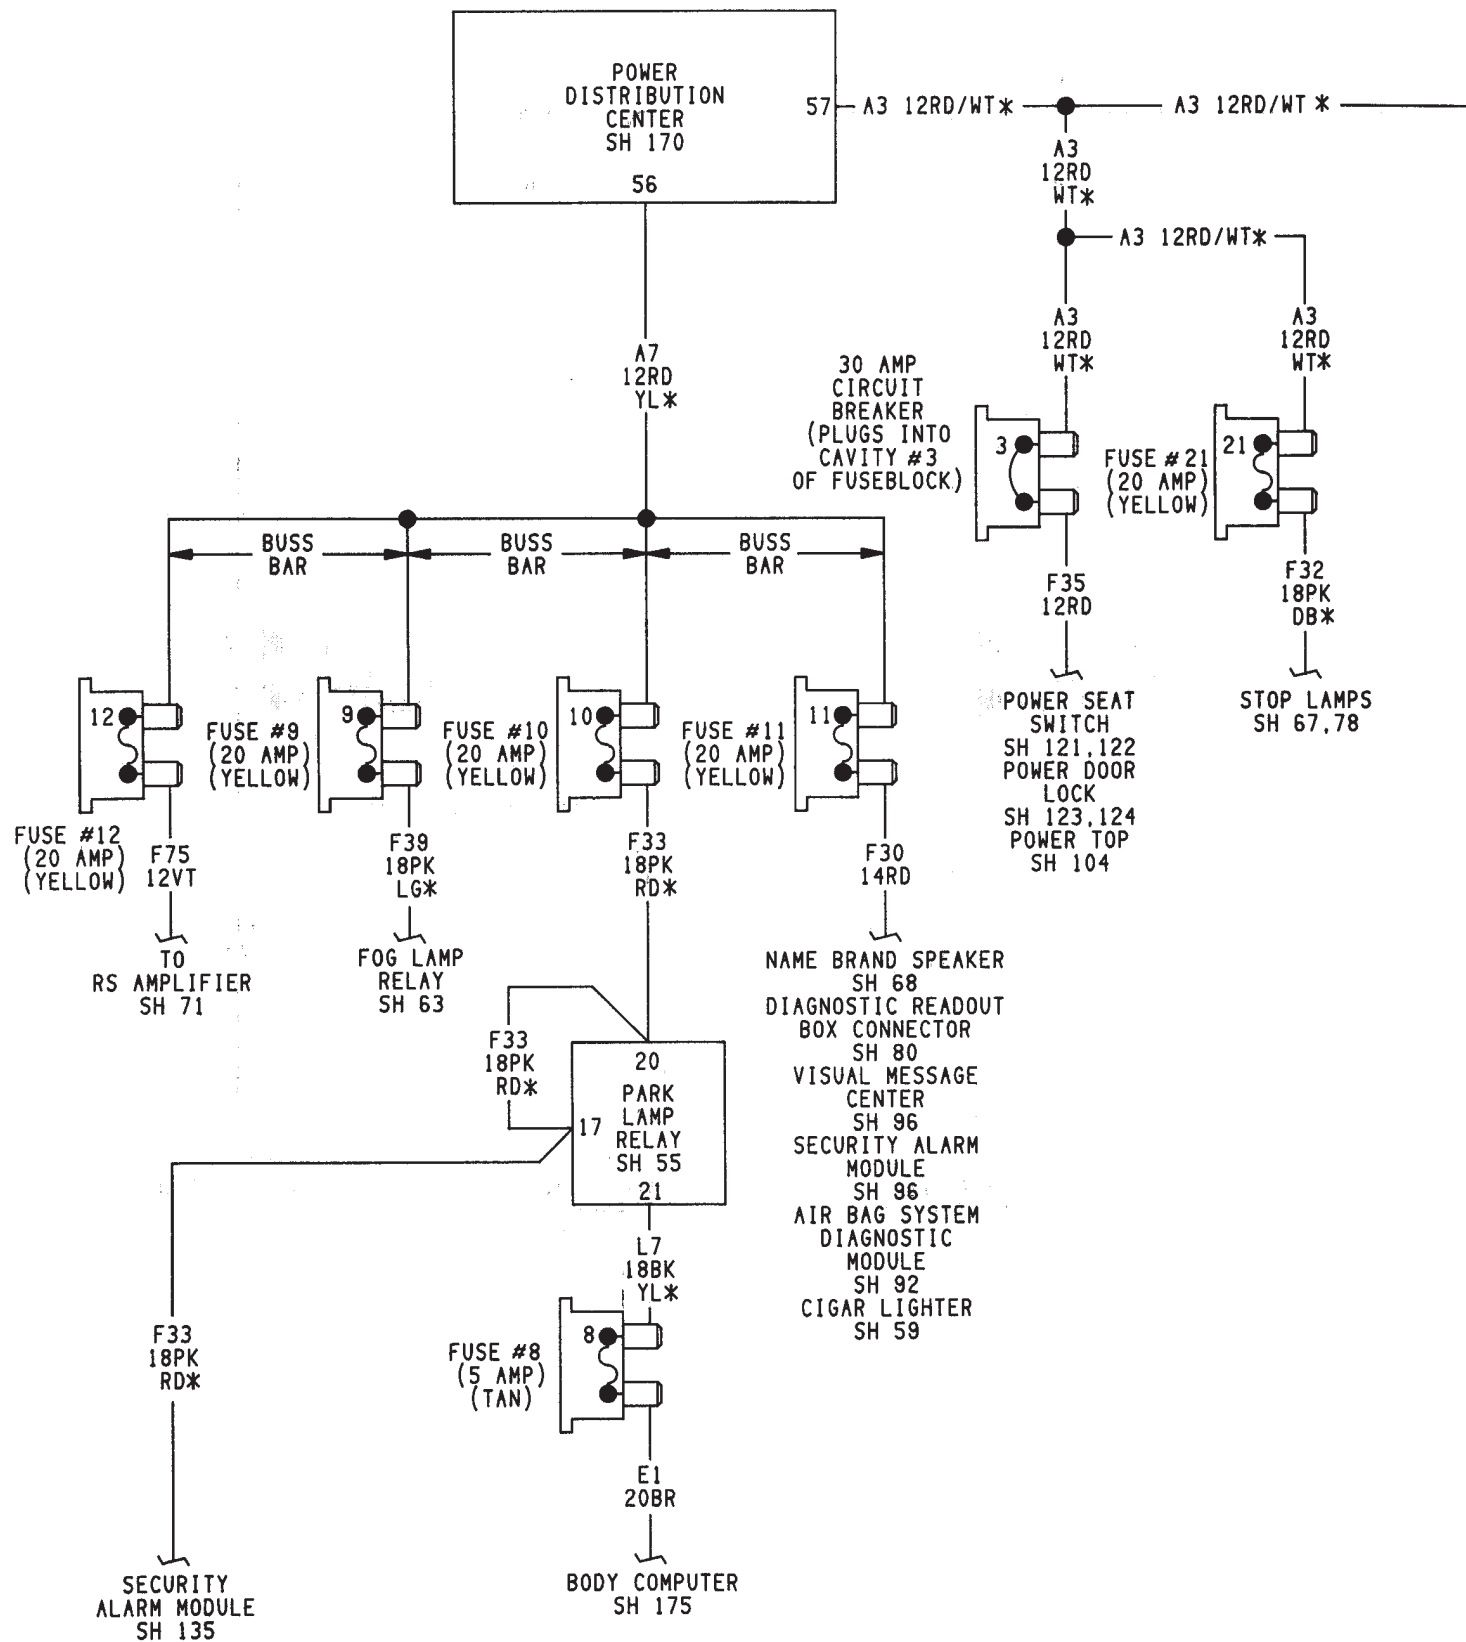 POWER
DISTRIBUTION
CENTER
SH 170
57
56
A3 12RD/WT*
A3 12RD/WT *
A3
12RD
WT*
A3 12RD/WT*
A7
12RD
YL*
A3
12RD
WT*
A3
12RD
WT*
30 AMP
CIRCUIT
BREAKER
(PLUGS INTO
CAVITY #3
OF FUSEBLOCK)
3
FUSE #21
(20 AMP)
(YELLOW)
21
BUSS
BAR
BUSS
BAR
BUSS
BAR
F35
12RD
F32
18PK
DB*
POWER SEAT
SWITCH
SH 121,122
POWER DOOR
LOCK
SH 123,124
POWER TOP
SH 104
STOP LAMPS
SH 67,78
12
FUSE #12
(20 AMP)
(YELLOW)
FUSE #9
(20 AMP)
(YELLOW)
9
FUSE #10
(20 AMP)
(YELLOW)
10
FUSE #11
(20 AMP)
(YELLOW)
11
F75
12VT
F39
18PK
LG*
F33
18PK
RD*
F30
14RD
TO
RS AMPLIFIER
SH 71
FOG LAMP
RELAY
SH 63
NAME BRAND SPEAKER
SH 68
DIAGNOSTIC READOUT
BOX CONNECTOR
SH 80
VISUAL MESSAGE
CENTER
SH 96
SECURITY ALARM
MODULE
SH 96
AIR BAG SYSTEM
DIAGNOSTIC
MODULE
SH 92
CIGAR LIGHTER
SH 59
F33
18PK
RD*
20
PARK
LAMP
RELAY
SH 55
17
21
L7
18BK
YL*
FUSE #8
(5 AMP)
(TAN)
8
F33
18PK
RD*
E1
20BR
SECURITY
ALARM MODULE
SH 135
BODY COMPUTER
SH 175